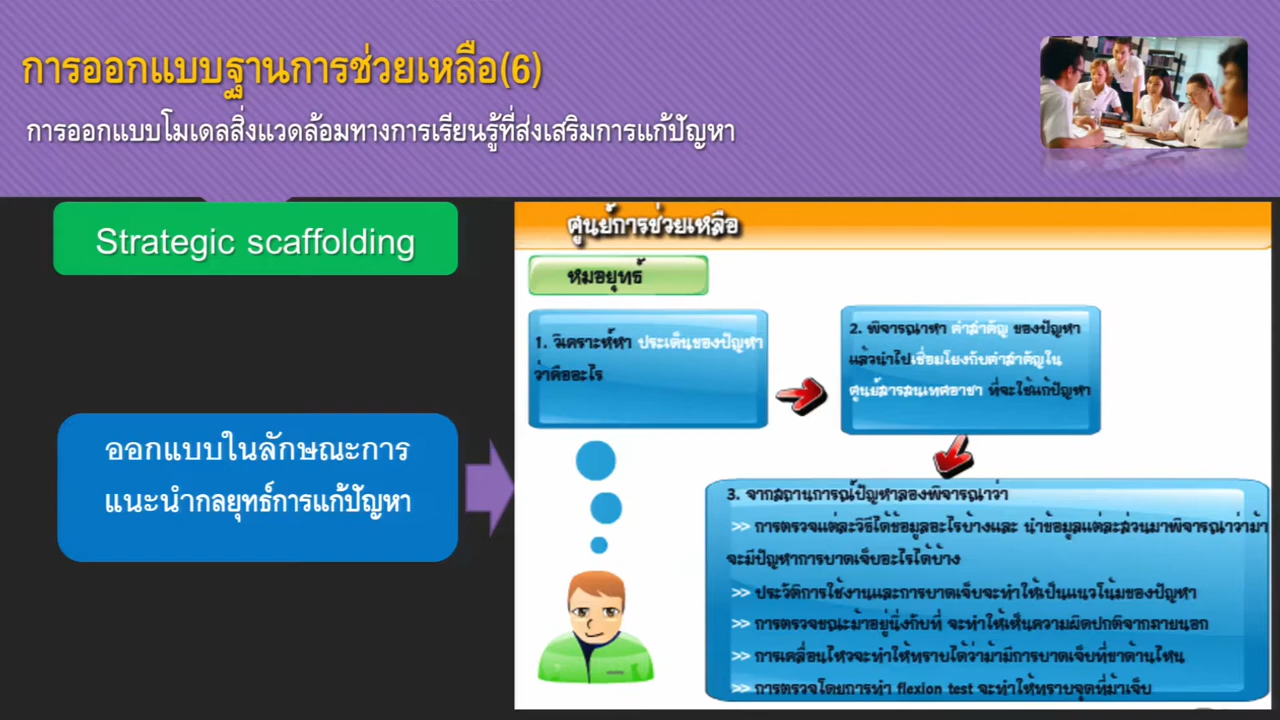 การออกแบบฐานการช่วยเหลือ(6)
การออกแบบโมเดลสิ่งแวดล้อมทางการเรียนรู้ที่ส่งเสริมการแก้ปัญหา
Strategic scaffolding
ออกแบบในลักษณะการ
แนะนำกลยุทธ์การแก้ปัญหา
ศูนย์การช่วยเหลือ
หมอยุทธ์
1. วิเคราะห์หา ประเด็นของปัญหา
ว่าคืออะไร
2. พิจารณาหา คำสำคัญ ของปัญหา
แล้วนำไปเชื่อมโยงกับคำสำคัญใน
ศูนย์สารสนเทศอาชา ที่จะใช้แก้ปัญหา
3. จากสถานการณ์ปัญหาลองพิจารณาว่า
>> การตรวจแต่ละวิธีได้ข้อมูลอะไรบ้างและ นำข้อมูลแต่ละส่วนมาพิจารณาว่าม้า
จะมีปัญหาการบาดเจ็บอะไรได้บ้าง
>> ประวัติการใช้งานและการบาดเจ็บจะทำให้เป็นแนวโน้มของปัญหา
>> การตรวจขณะม้าอยู่นิ่งกับที่ จะทำให้เห็นความผิดปกติจากภายนอก
>> การเคลื่อนไหวจะทำให้ทราบได้ว่าม้ามีการบาดเจ็บที่ขาด้านไหน
>> การตรวจโดยการทำ flexion test จะทำให้ทราบจุดที่ม้าเจ็บ